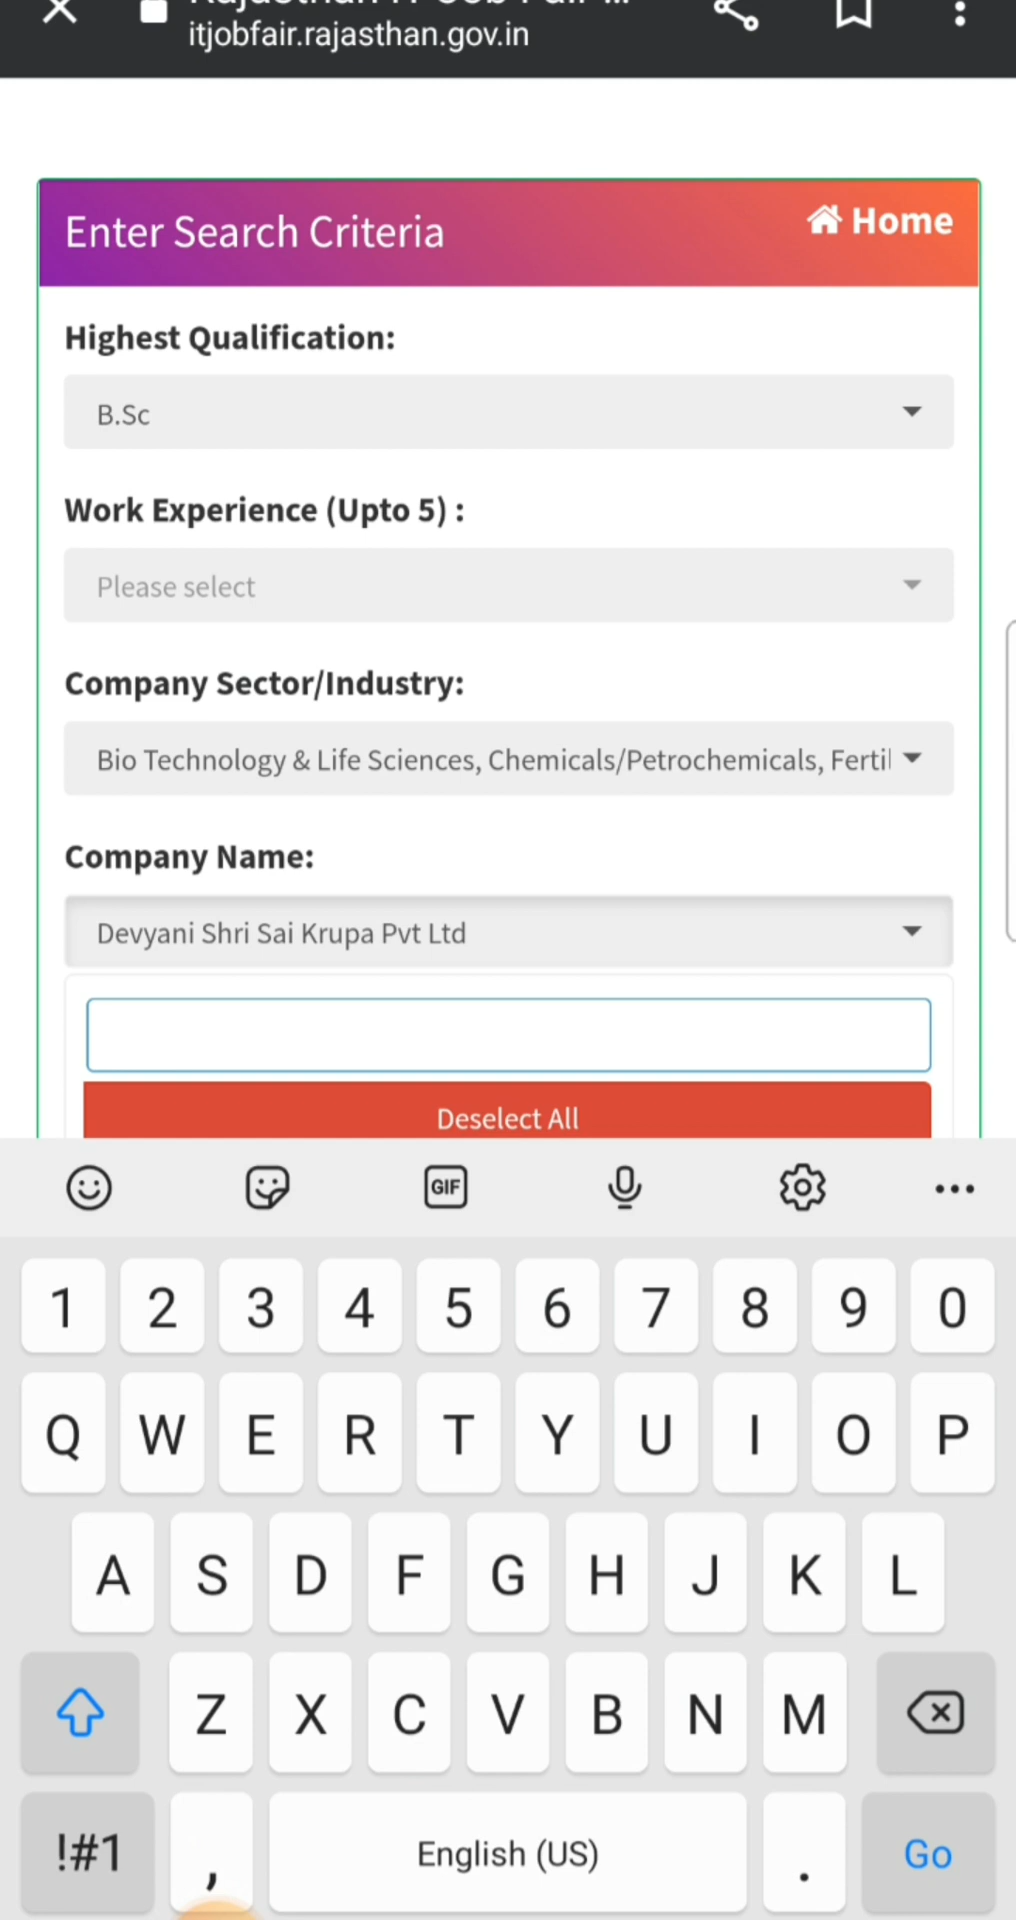 itjobfair.rajasthan.gov.in
Enter Search Criteria
Home
Highest Qualification:
B.Sc
Work Experience (Upto 5) :
Please select
Company Sector/Industry:
Bio Technology & Life Sciences, Chemicals/Petrochemicals, Fertil
Company Name:
Devyani Shri Sai Krupa Pvt Ltd
Deselect All
GIF
1 2 3 4 5 6 7 8 9 0
Q W E R T Y U I O P
A S D F G H J K L
Z X C V B N M
!#1 , English (US) . Go